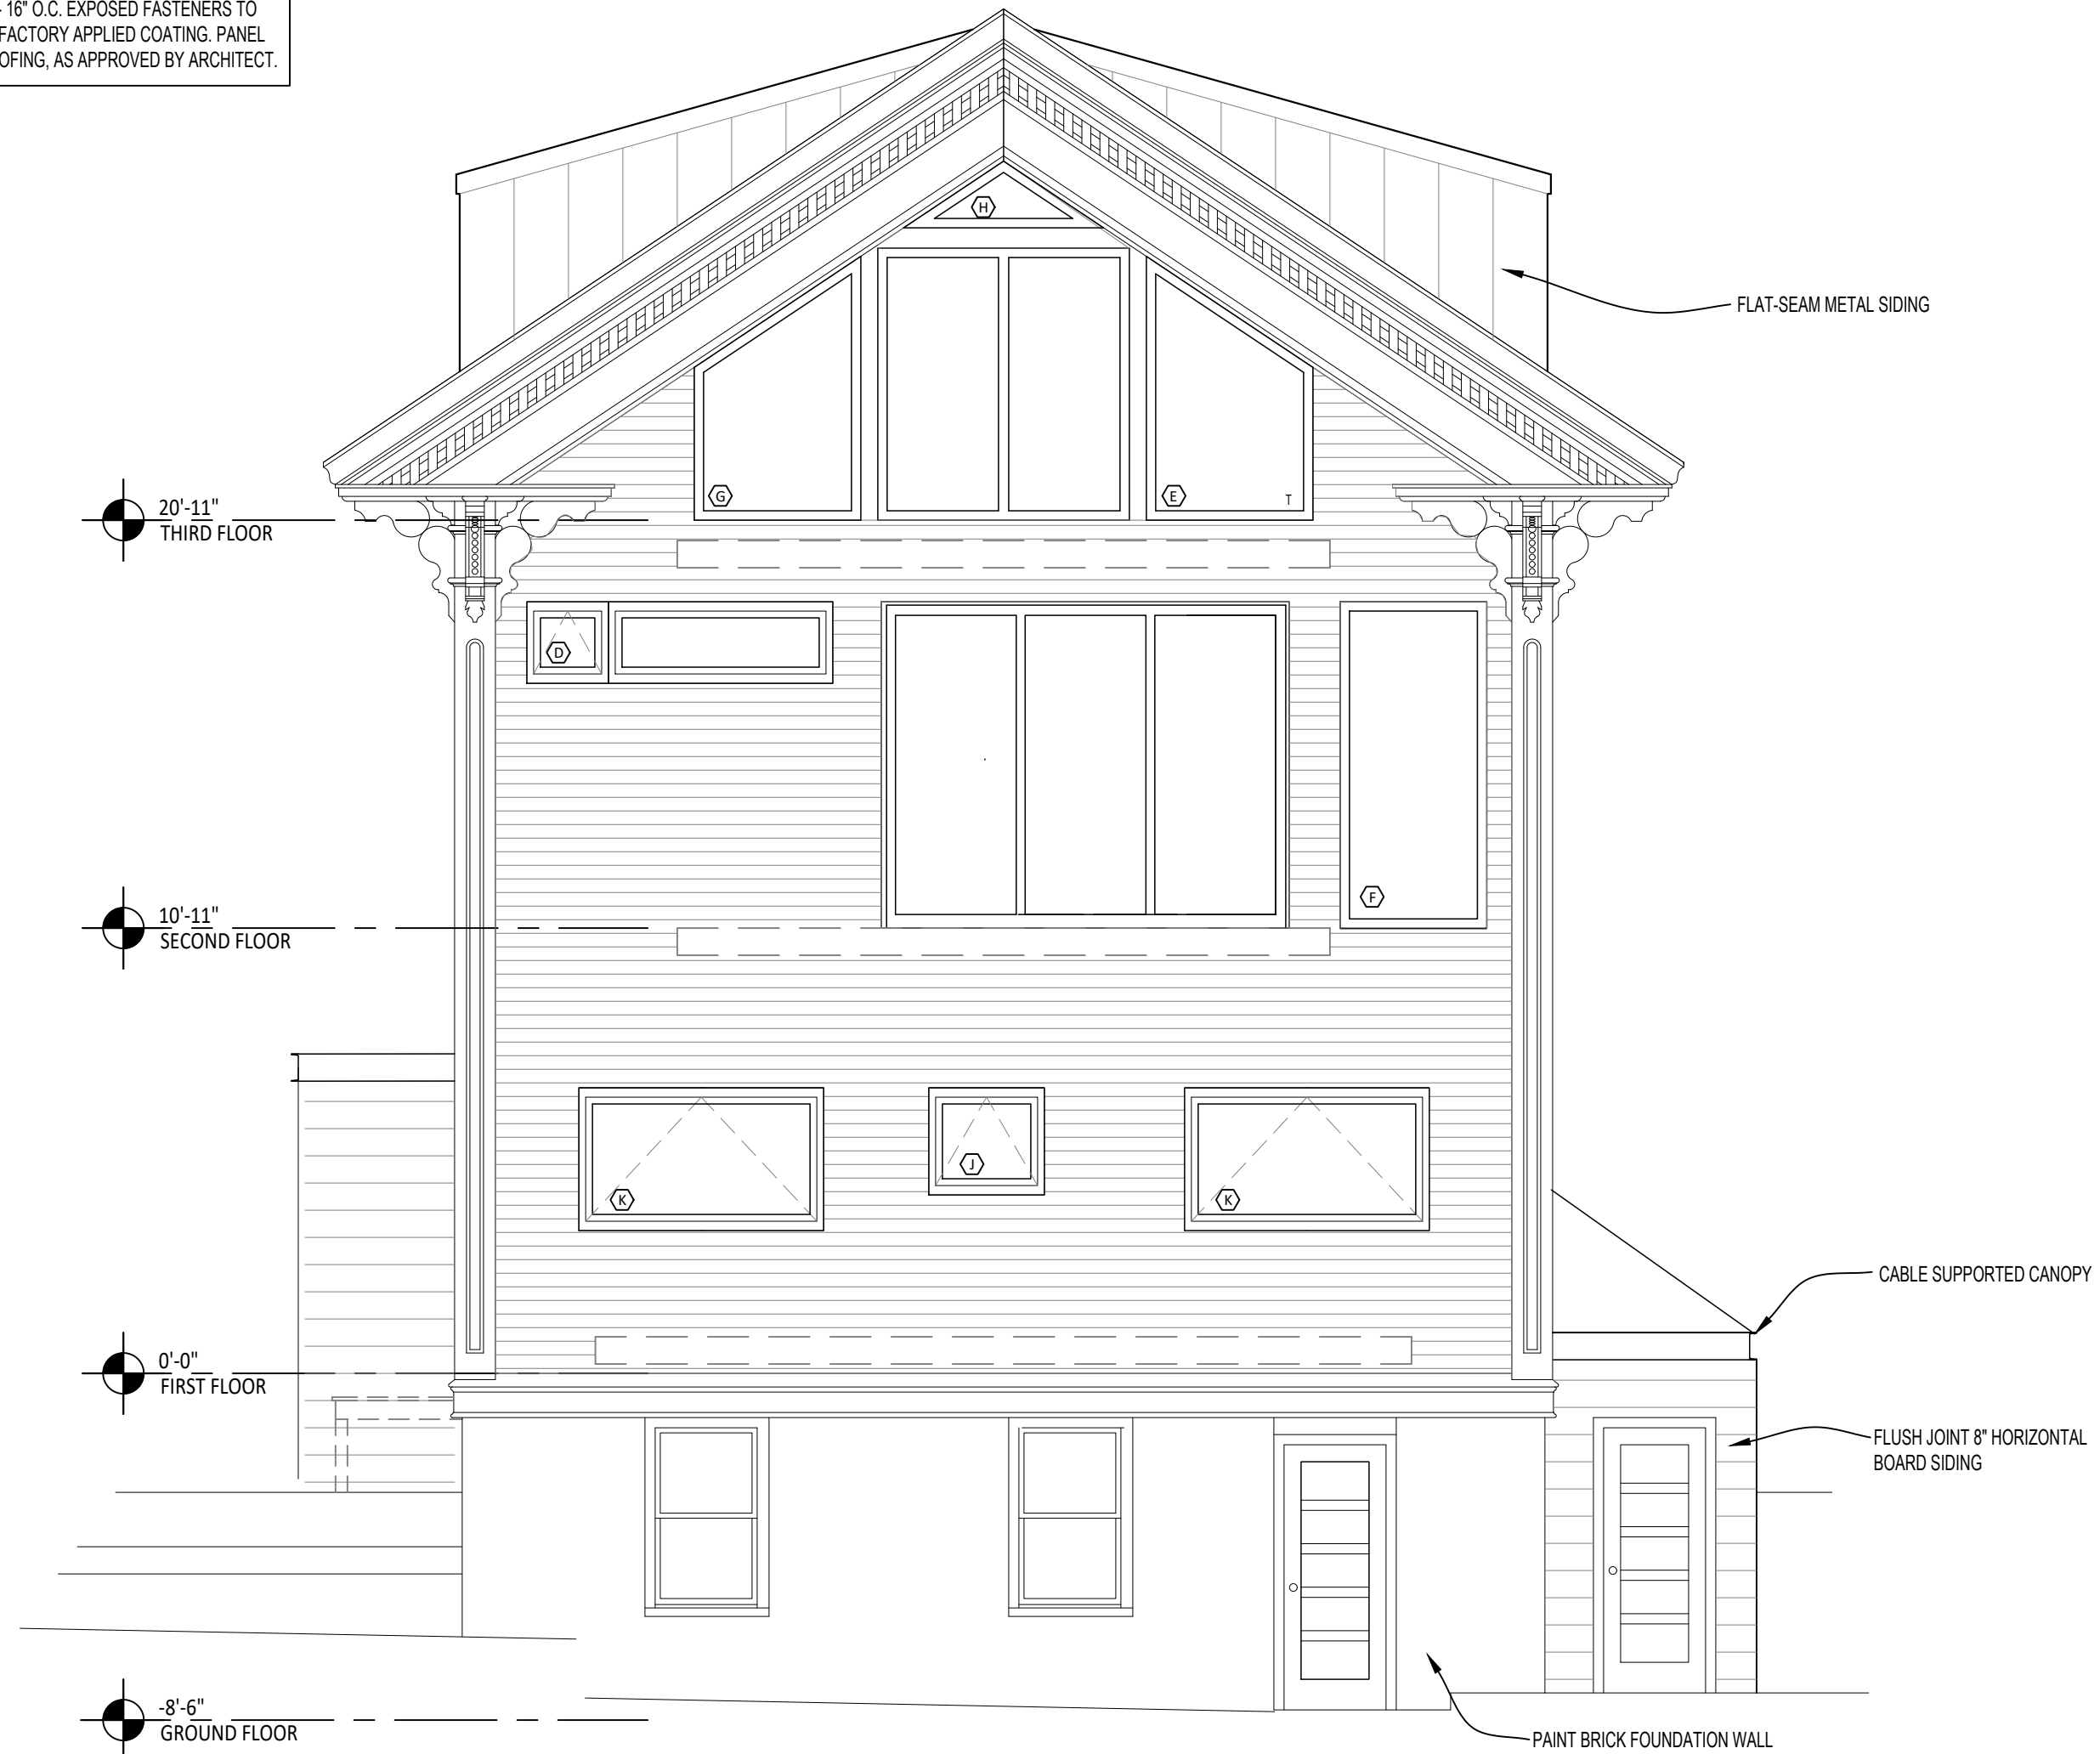 - 16" O.C. EXPOSED FASTENERS TO
FACTORY APPLIED COATING. PANEL
OFING, AS APPROVED BY ARCHITECT.
H
FLAT-SEAM METAL SIDING
G
E
T
20'-11"
THIRD FLOOR
D
F
10'-11"
SECOND FLOOR
K
J
K
CABLE SUPPORTED CANOPY
0'-0"
FIRST FLOOR
FLUSH JOINT 8" HORIZONTAL
BOARD SIDING
-8'-6"
GROUND FLOOR
PAINT BRICK FOUNDATION WALL